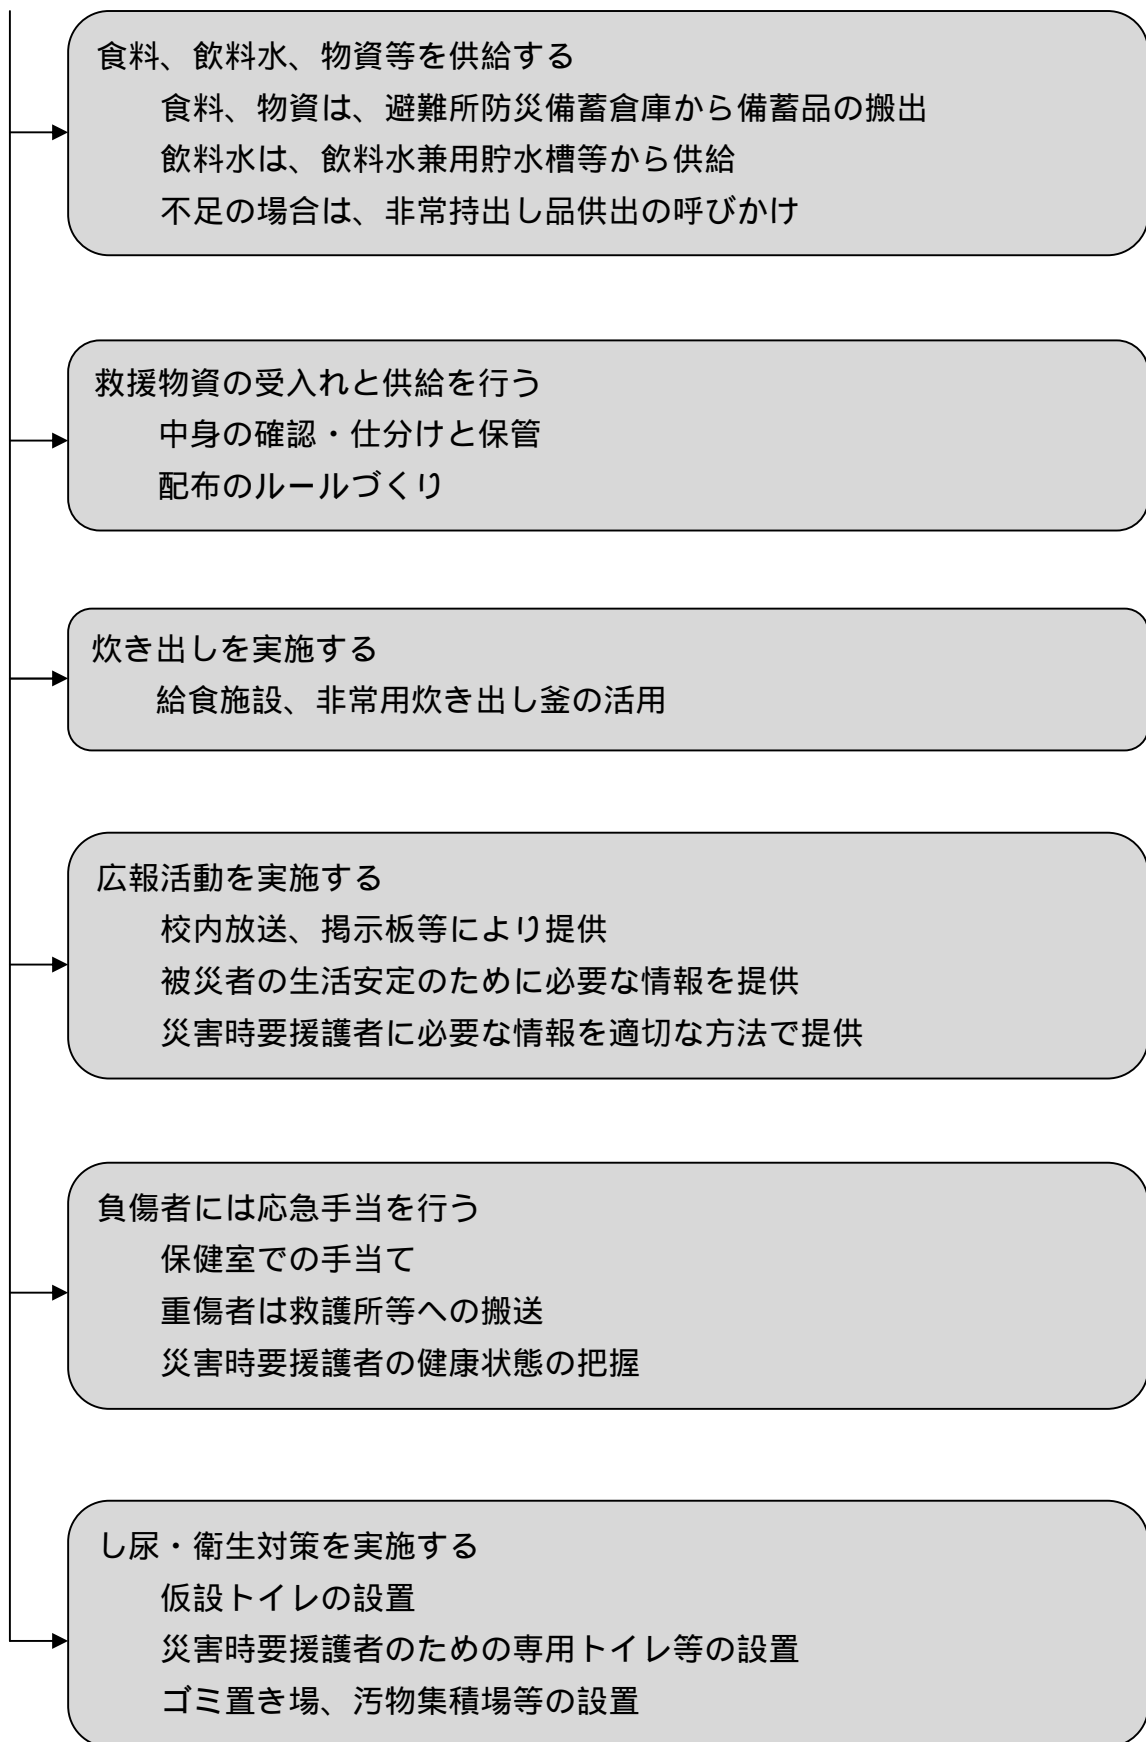 食料、飲料水、物資等を供給する
食料、物資は、避難所防災備蓄倉庫から備蓄品の搬出
飲料水は、飲料水兼用貯水槽等から供給
不足の場合は、非常持出し品供出の呼びかけ
救援物資の受入れと供給を行う
中身の確認・仕分けと保管
配布のルールづくり
炊き出しを実施する
給食施設、非常用炊き出し釜の活用
広報活動を実施する
校内放送、掲示板等により提供
被災者の生活安定のために必要な情報を提供
災害時要援護者に必要な情報を適切な方法で提供
負傷者には応急手当を行う
保健室での手当て
重傷者は救護所等への搬送
災害時要援護者の健康状態の把握
し尿・衛生対策を実施する
仮設トイレの設置
災害時要援護者のための専用トイレ等の設置
ゴミ置き場、汚物集積場等の設置